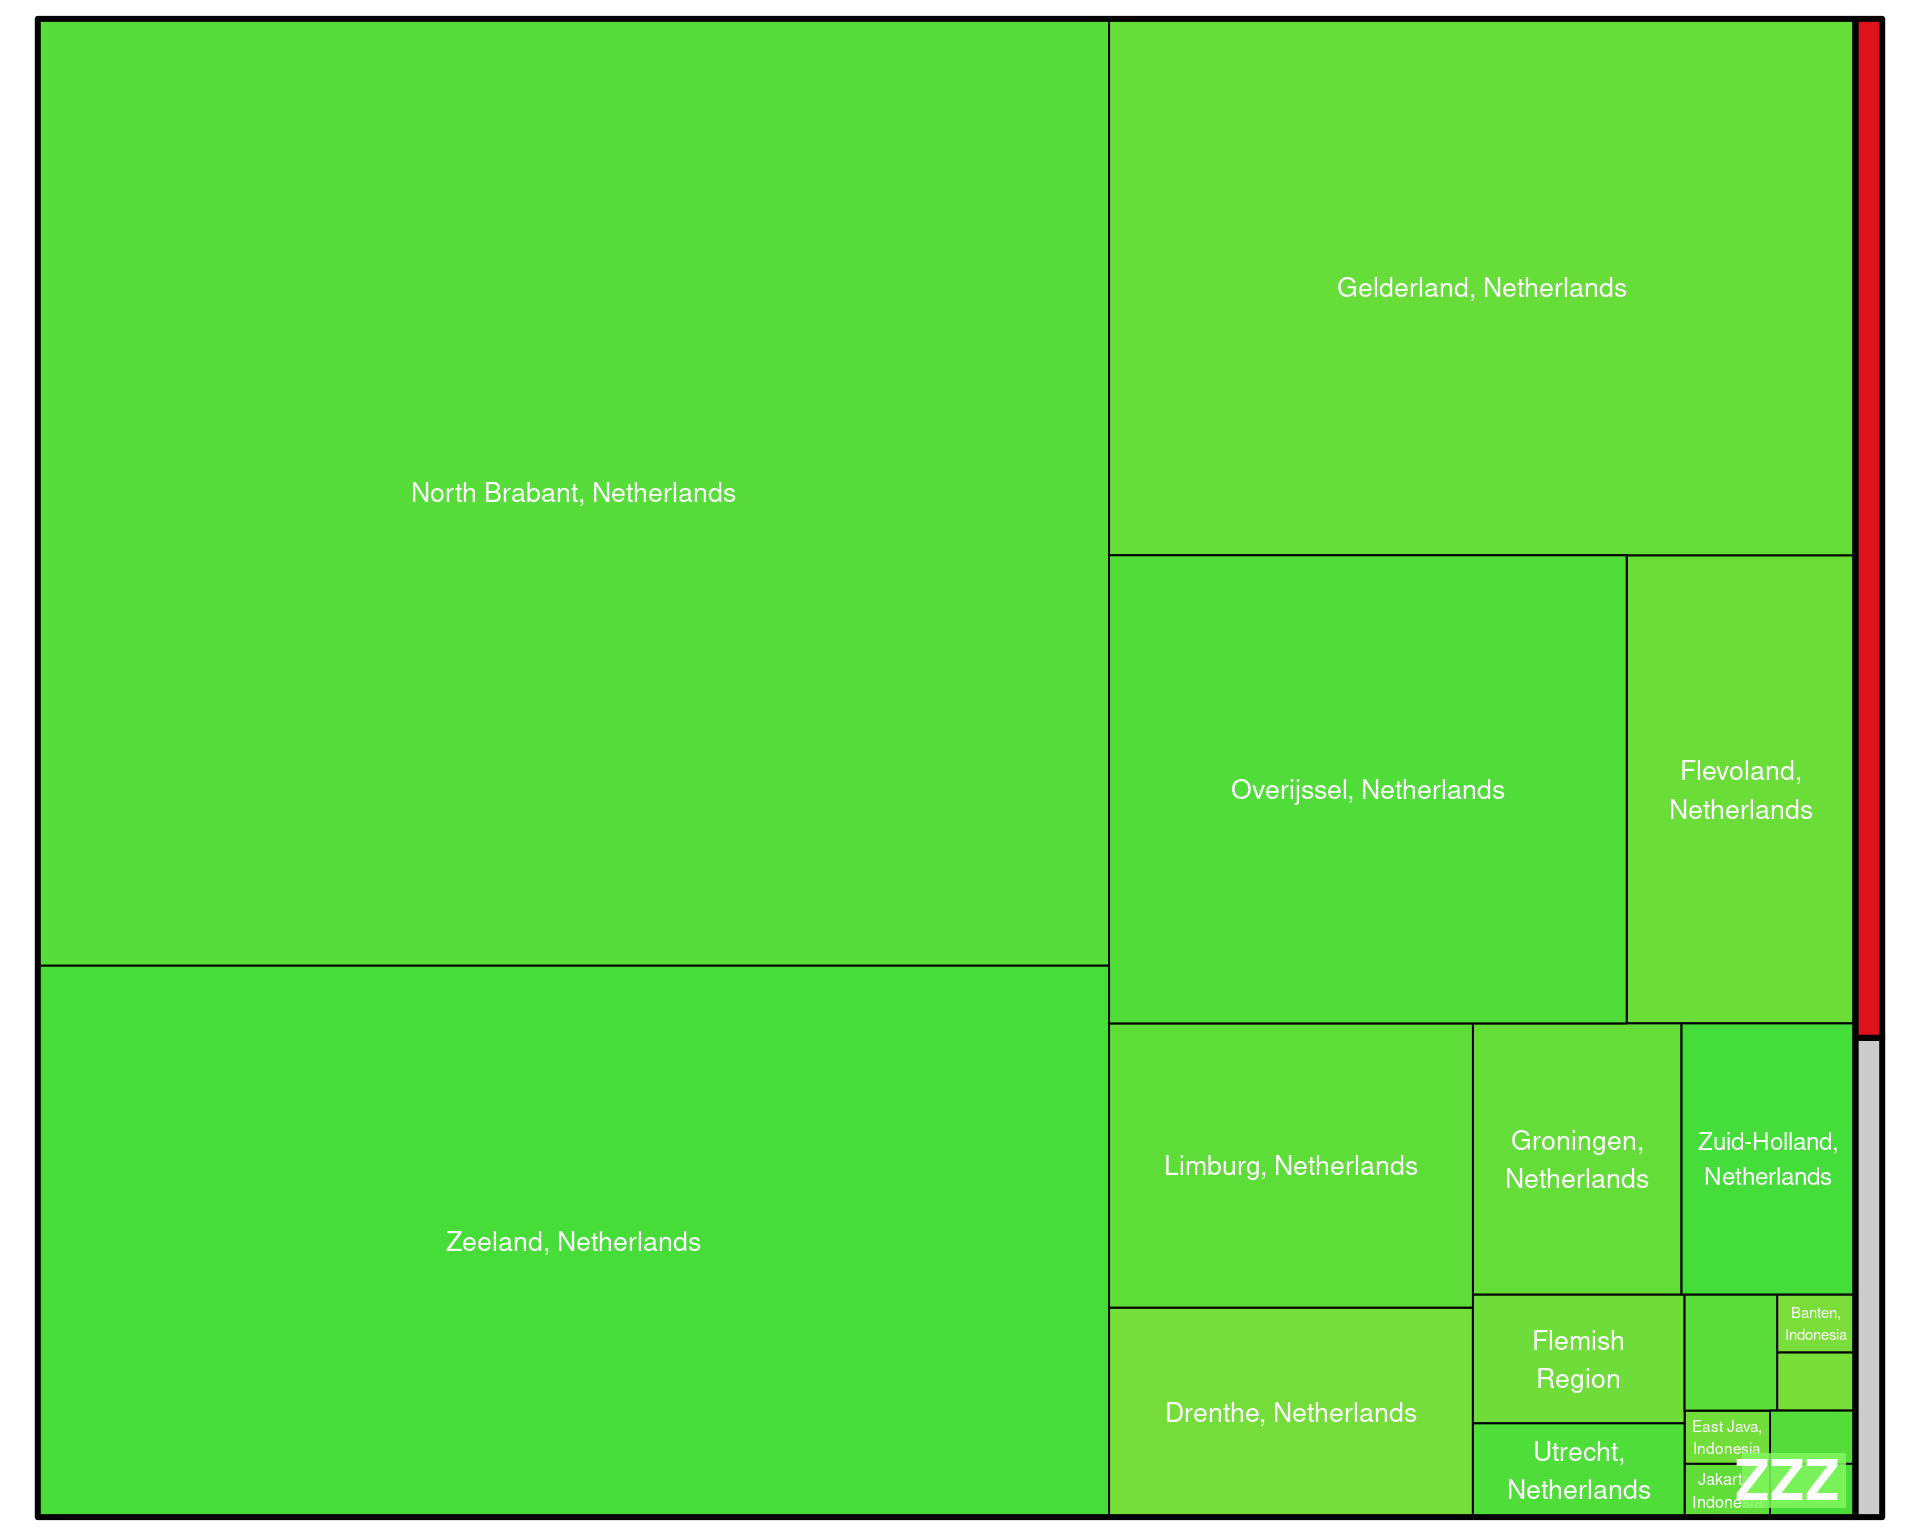 North Brabant, Netherlands
Zeeland, Netherlands
Gelderland, Netherlands
Overijssel, Netherlands
Flevoland,
Netherlands
Limburg, Netherlands
Drenthe, Netherlands
Groningen,
Netherlands
Zuid-Holland,
Netherlands
Flemish
Region
Utrecht,
Netherlands
Banten,
Indonesia
East Java,
Indonesia
ZZZ